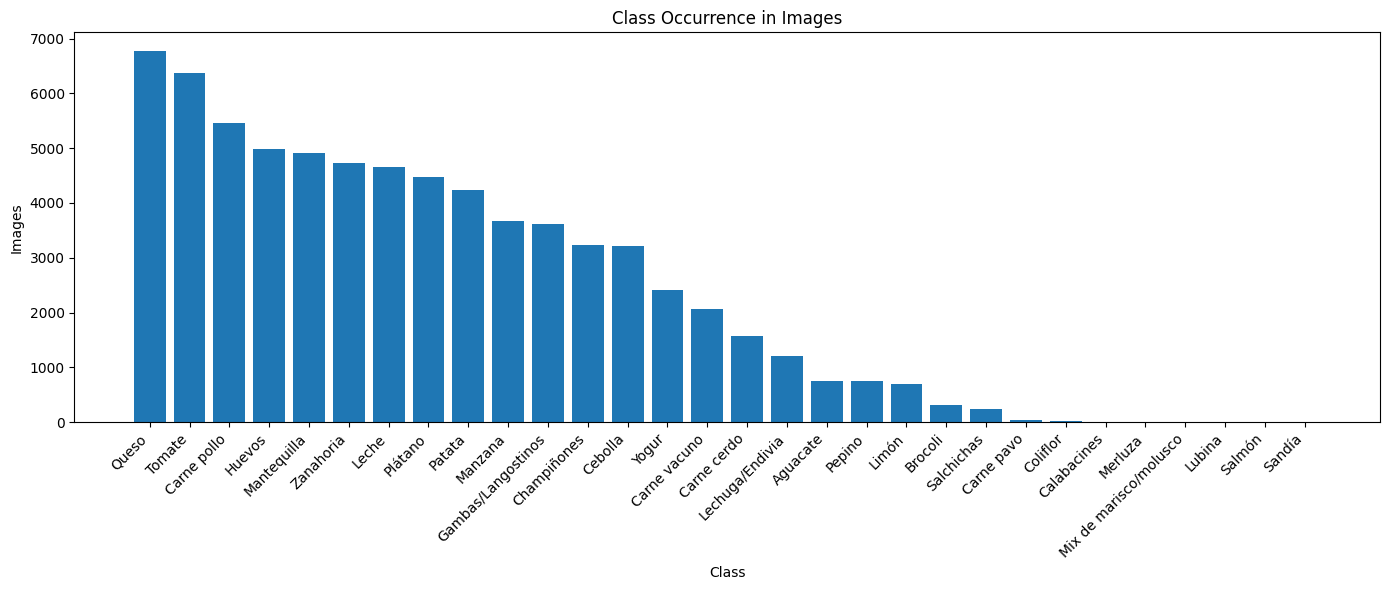 Class Occurrence in Images
Images
7000
6000
5000
4000
3000
2000
1000
0
Queso
Tomate
Carne pollo
Huevos
Mantequilla
Zanahoria
Leche
Plátano
Patata
Manzana
Gambas/Langostinos
Champiñones
Cebolla
Yogur
Carne vacuno
Carne cerdo
Lechuga/Endivia
Aguacate
Pepino
Limón
Brocoli
Salchichas
Carne pavo
Coliflor
Calabacines
Merluza
Mix de marisco/molusco
Lubina
Salmón
Sandía
Class